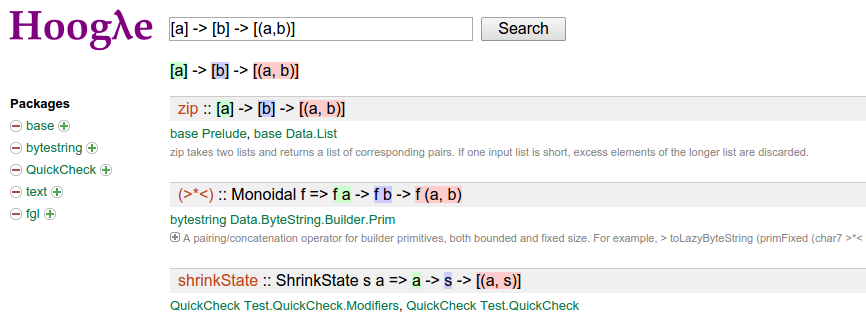 Hoogλe
[a] -> [b] -> [(a,b)] Search
[a] -> [b] -> [(a, b)]
Packages
base
bytestring
QuickCheck
text
fgl
zip :: [a] -> [b] -> [(a, b)]
base Prelude, base Data.List
zip takes two lists and returns a list of corresponding pairs. If one input list is short, excess elements of the longer list are discarded.
(>*<) :: Monoidal f => f a -> f b -> f (a, b)
bytestring Data.ByteString.Builder.Prim
A pairing/concatenation operator for builder primitives, both bounded and fixed size. For example, > toLazyByteString (primFixed (char7 >*<
shrinkState :: ShrinkState s a => a -> s -> [(a, s)]
QuickCheck Test.QuickCheck.Modifiers, QuickCheck Test.QuickCheck